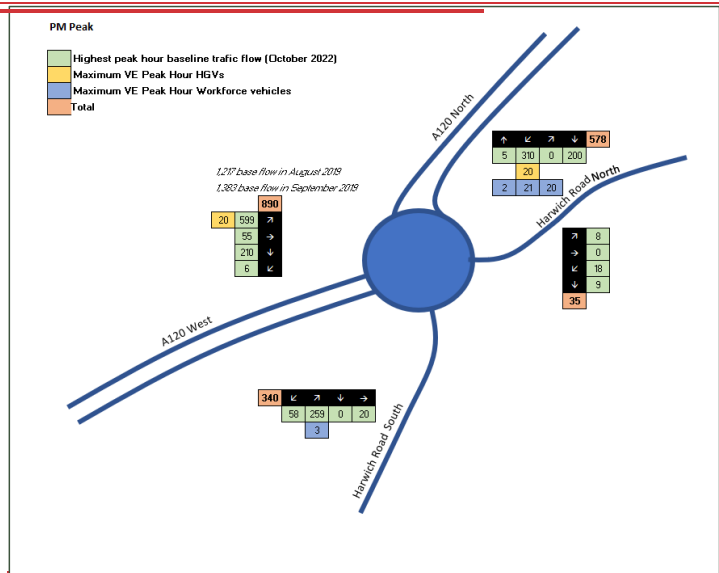 PM Peak
Highest peak hour baseline trafic flow (October 2022)
Maximum VE Peak Hour HGVs
Maximum VE Peak Hour Workforce vehicles
Total
A120 North
↑ ↙ ↗ ↓ 578
5 310 0 200
20
2 21 20
Harwich Road North
1,217 base flow in August 2019
1,383 base flow in September 2019
890
20 599 ↗
55 →
210 ↓
6 ↙
↗ 8
→ 0
↙ 18
↓ 9
35
A120 West
340 ↙ ↗ ↓ →
58 259 0 20
3
Harwich Road South